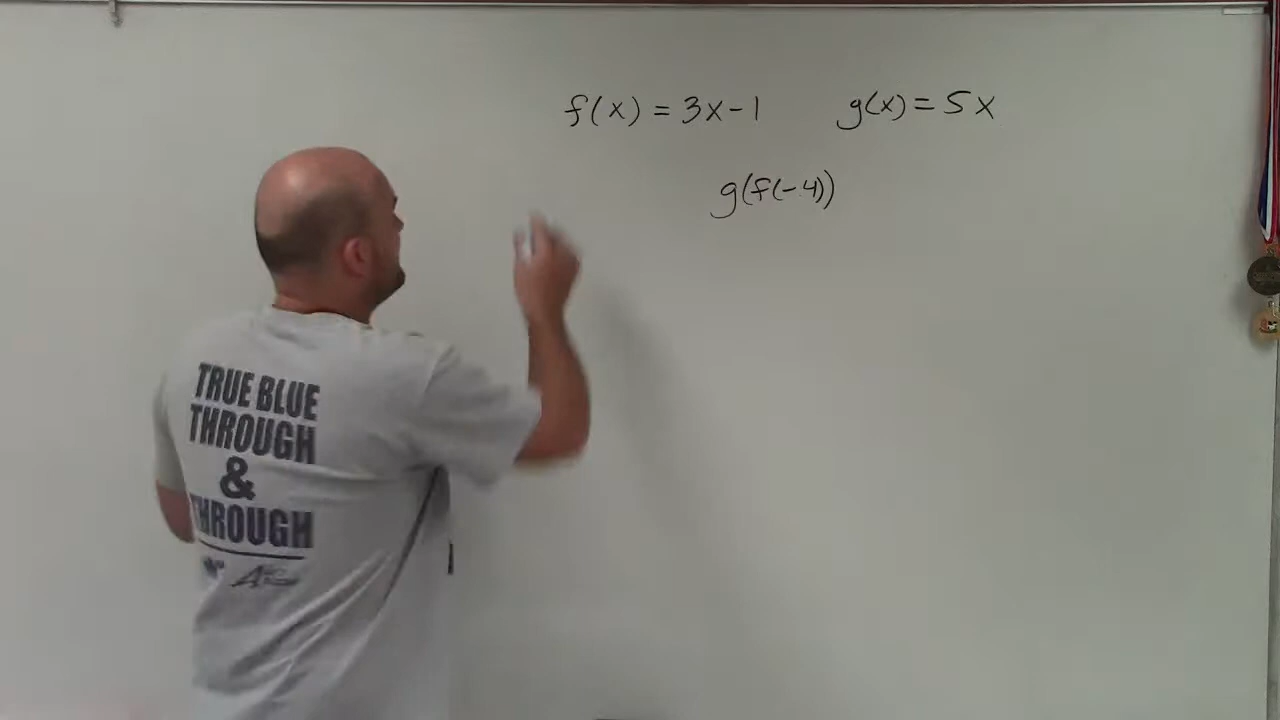 f(x) = 3x-1 g(x) = 5x
g(f(-4))
TRUE BLUE
THROUGH
&
THROUGH